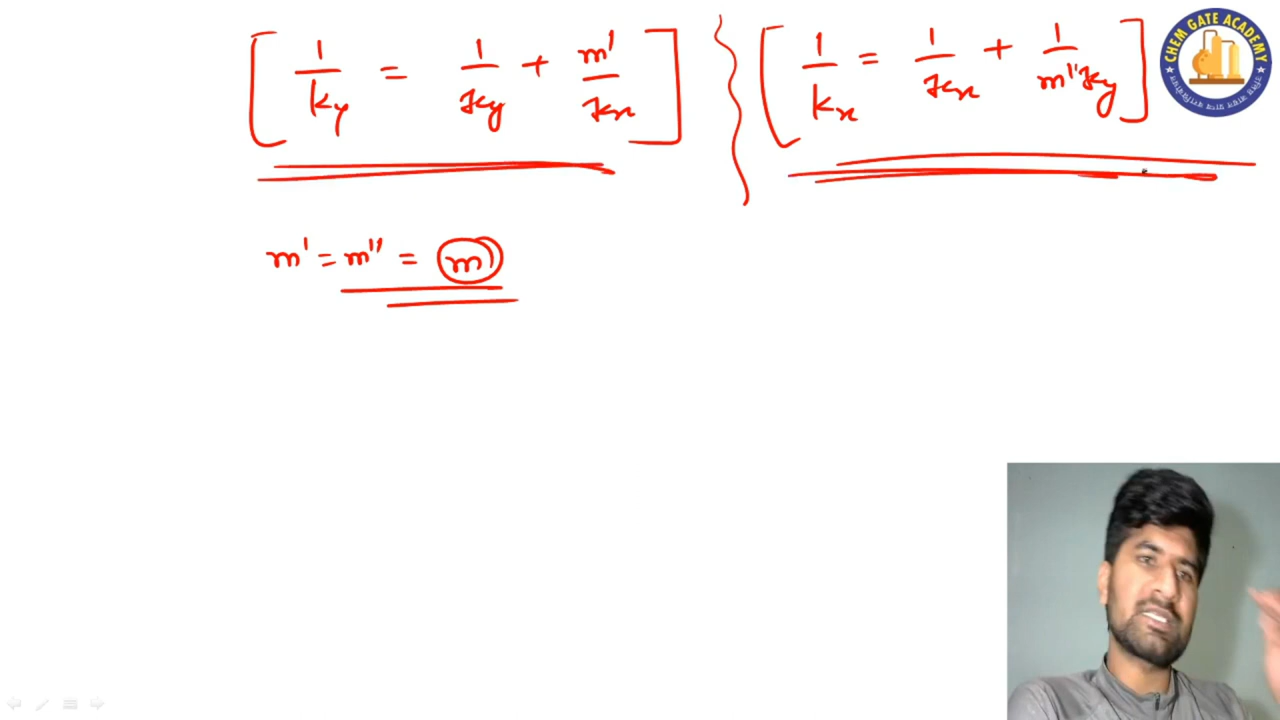 [ 1/Ky = 1/ky + m'/kx ]
[ 1/Kx = 1/kx + 1/m''ky ]
m' = m'' = m
CHEM GATE ACADEMY